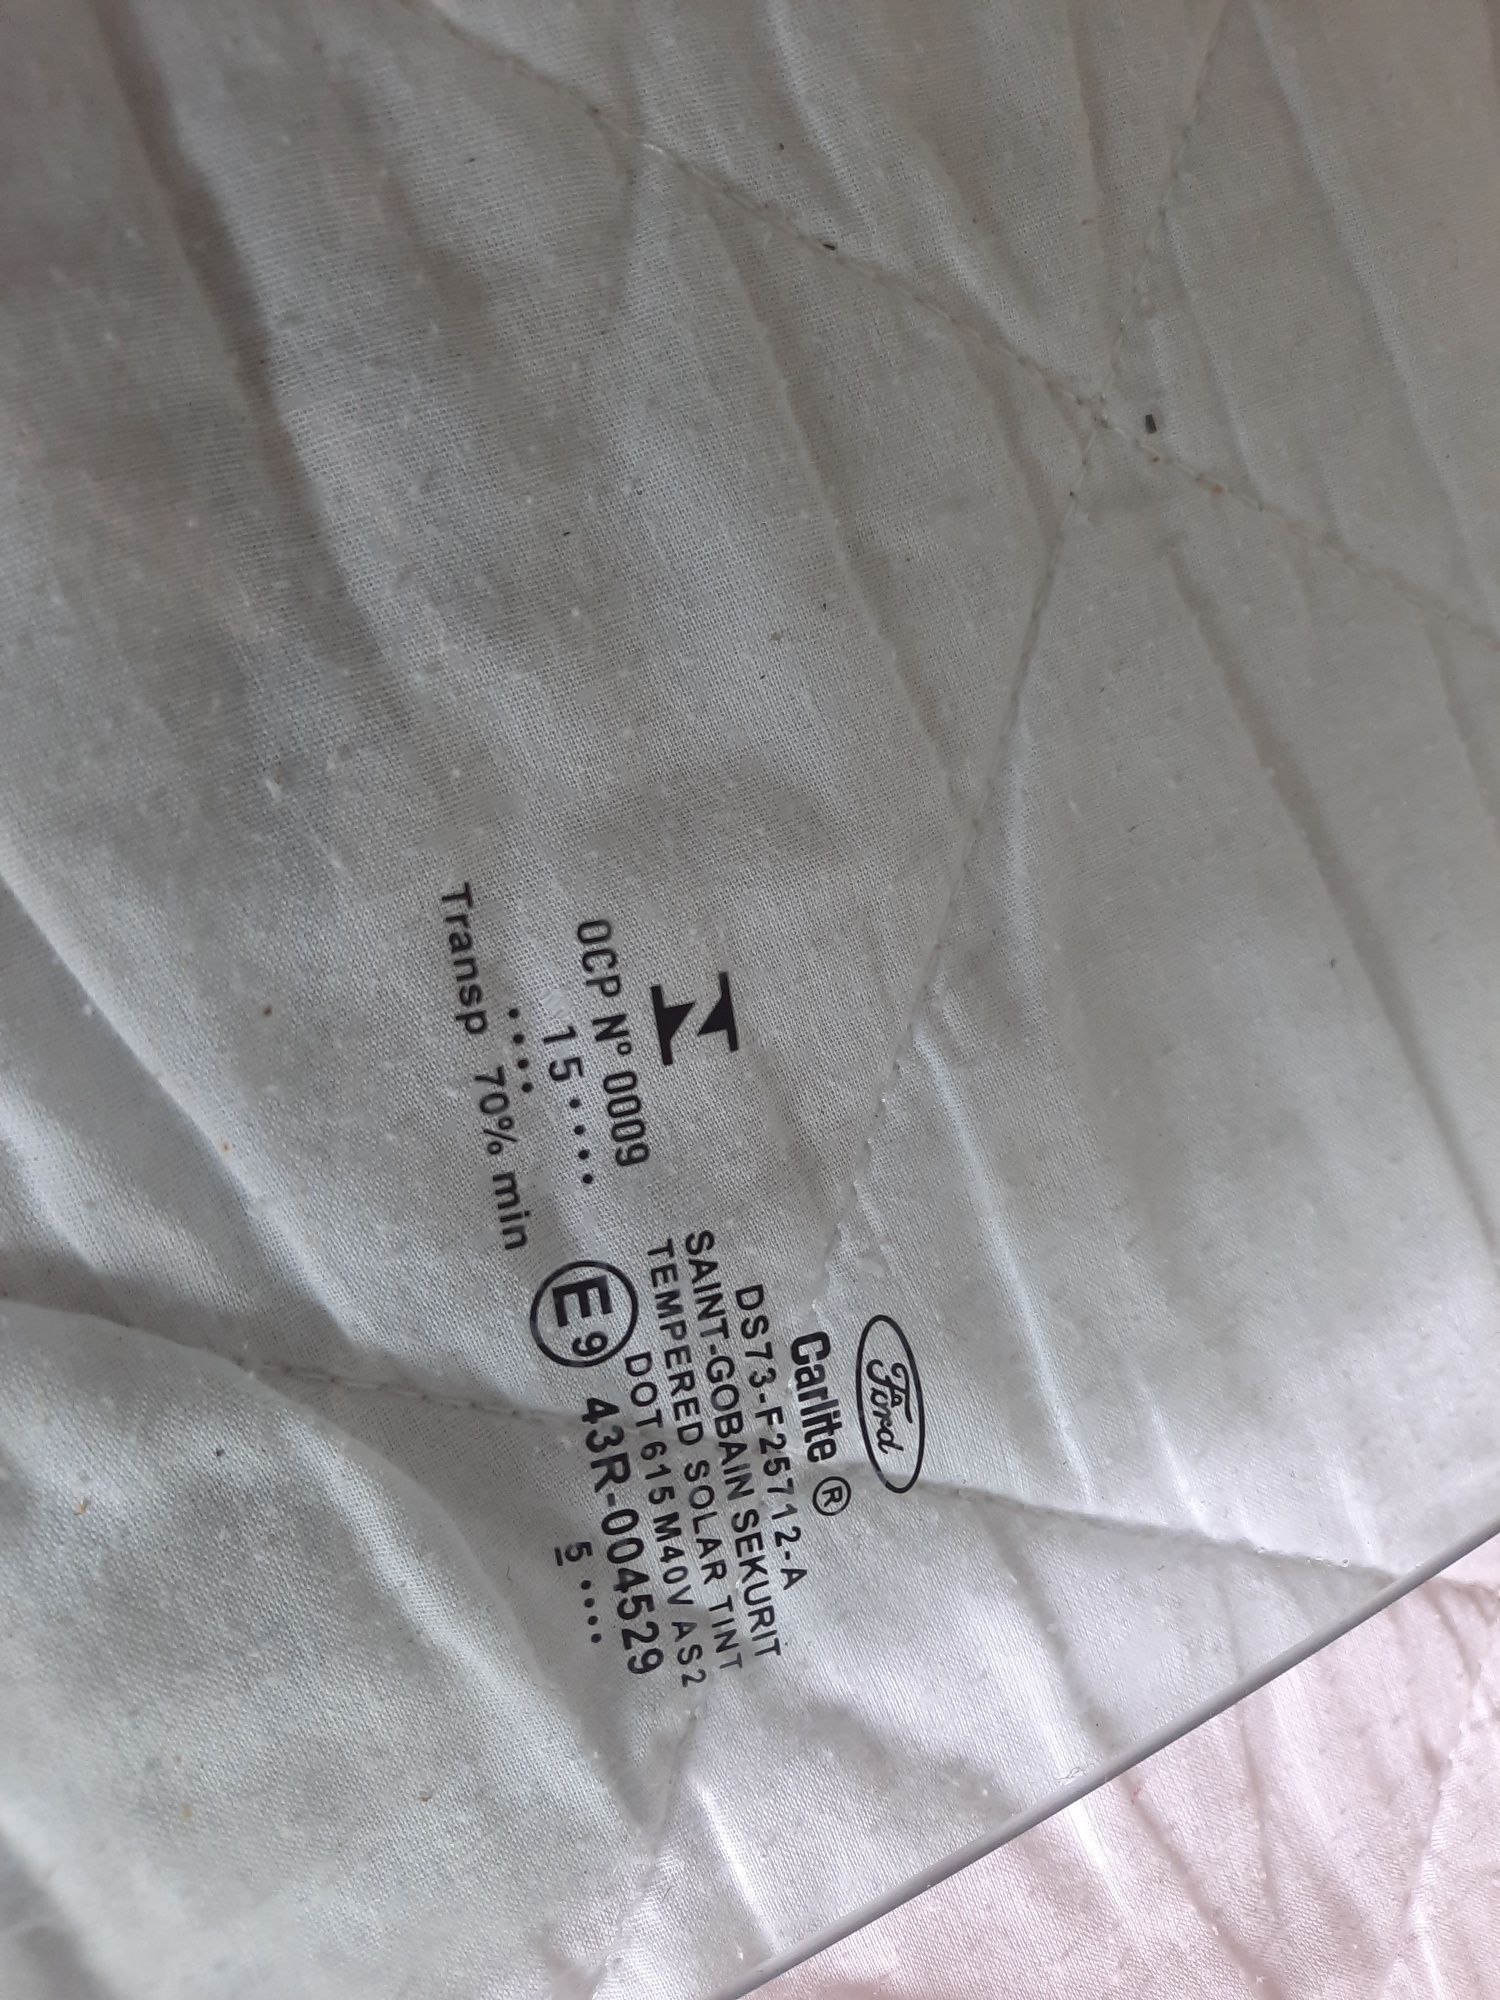 Ford
Carlite ®
DS73-F25712-A
SAINT-GOBAIN SEKURIT
TEMPERED SOLAR TINT
DOT 615 M40V AS2
E9 43R-004529
5 ....
N
OCP Nº 0009
15.....
....
Transp 70% min